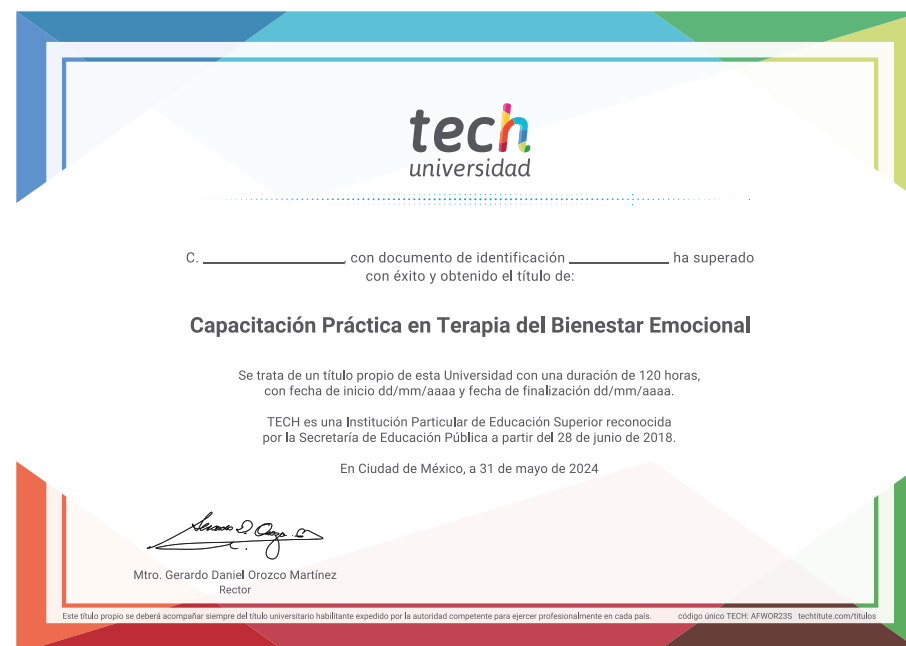 tech
universidad
C. ____________, con documento de identificación ____________ ha superado
con éxito y obtenido el título de:
Capacitación Práctica en Terapia del Bienestar Emocional
Se trata de un título propio de esta Universidad con una duración de 120 horas,
con fecha de inicio dd/mm/aaaa y fecha de finalización dd/mm/aaaa.
TECH es una Institución Particular de Educación Superior reconocida
por la Secretaría de Educación Pública a partir del 28 de junio de 2018.
En Ciudad de México, a 31 de mayo de 2024
Mtro. Gerardo Daniel Orozco Martínez
Rector
Este título propio se deberá acompañar siempre del título universitario habilitante expedido por la autoridad competente para ejercer profesionalmente en cada país. código único TECH: AFWOR23S techtitute.com/titulos